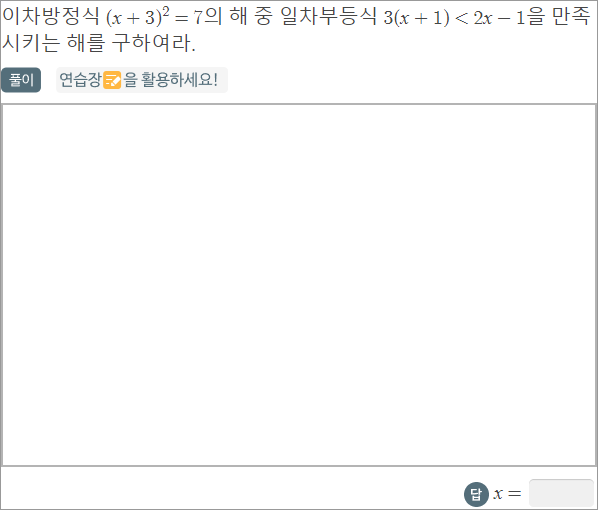 이차방정식 (x + 3)² = 7의 해 중 일차부등식 3(x + 1) < 2x − 1을 만족
시키는 해를 구하여라.
풀이 연습장을 활용하세요!
답 x =